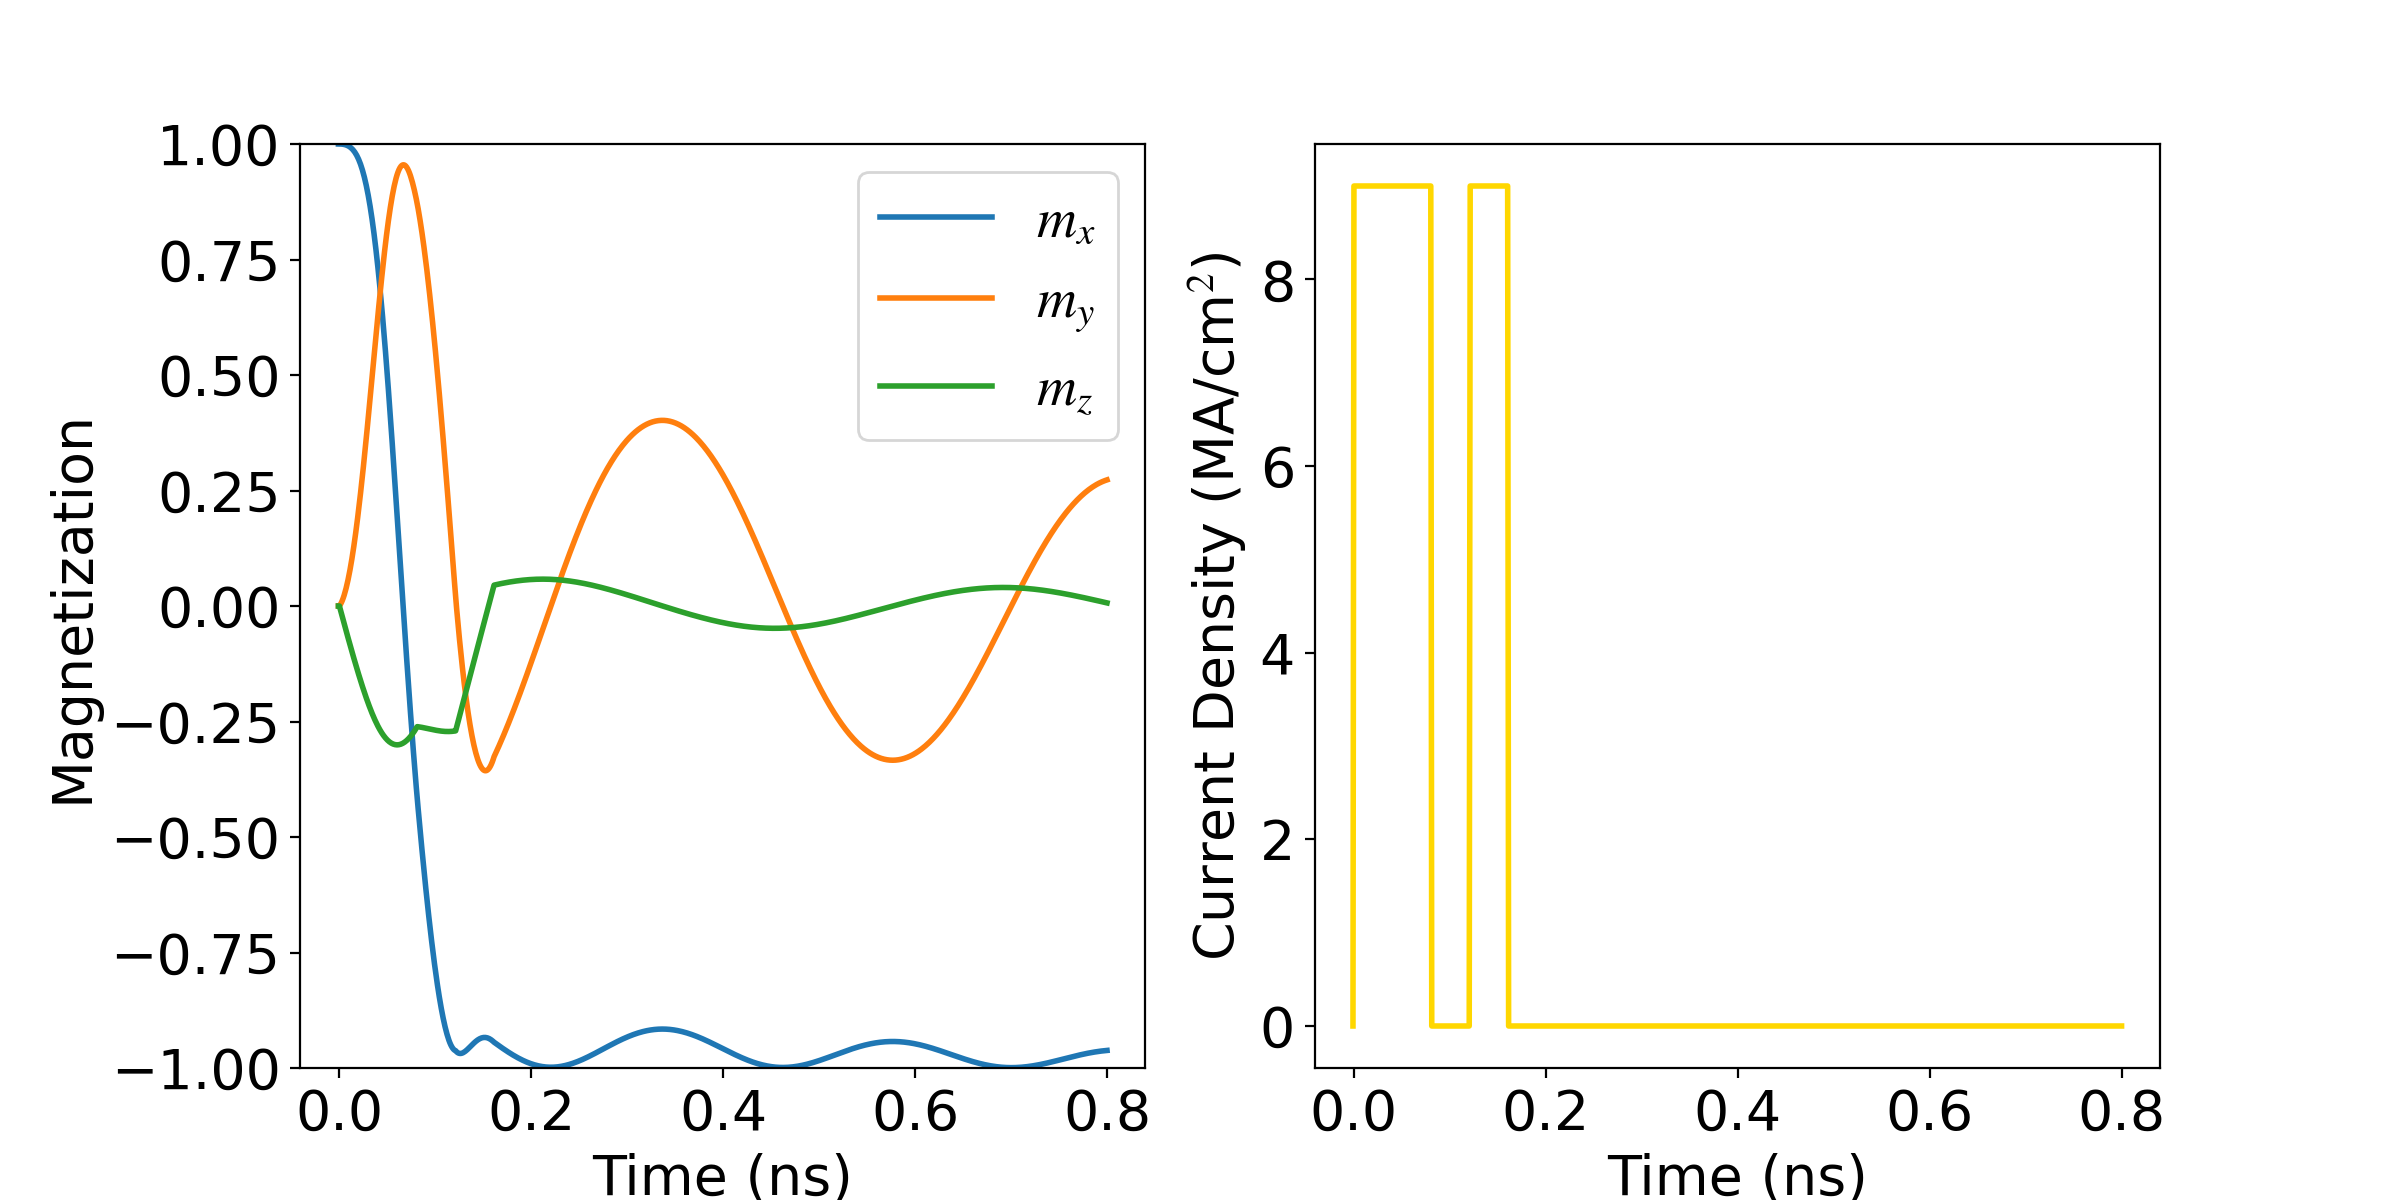 Magnetization
1.00
0.75
0.50
0.25
0.00
−0.25
−0.50
−0.75
−1.00
0.0 0.2 0.4 0.6 0.8
Time (ns)
m_x
m_y
m_z
Current Density (MA/cm²)
8
6
4
2
0
0.0 0.2 0.4 0.6 0.8
Time (ns)